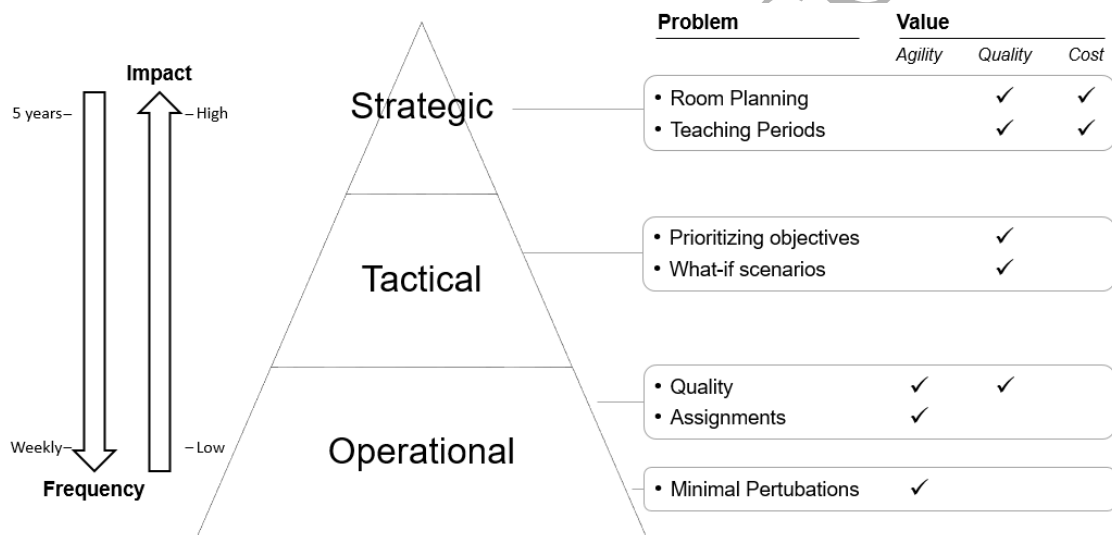 Problem Value
Agility Quality Cost
Impact
5 years
High
Strategic
• Room Planning ✓ ✓
• Teaching Periods ✓ ✓
Tactical
• Prioritizing objectives ✓
• What-if scenarios ✓
• Quality ✓ ✓
• Assignments ✓
Weekly
Low
Operational
Frequency
• Minimal Pertubations ✓